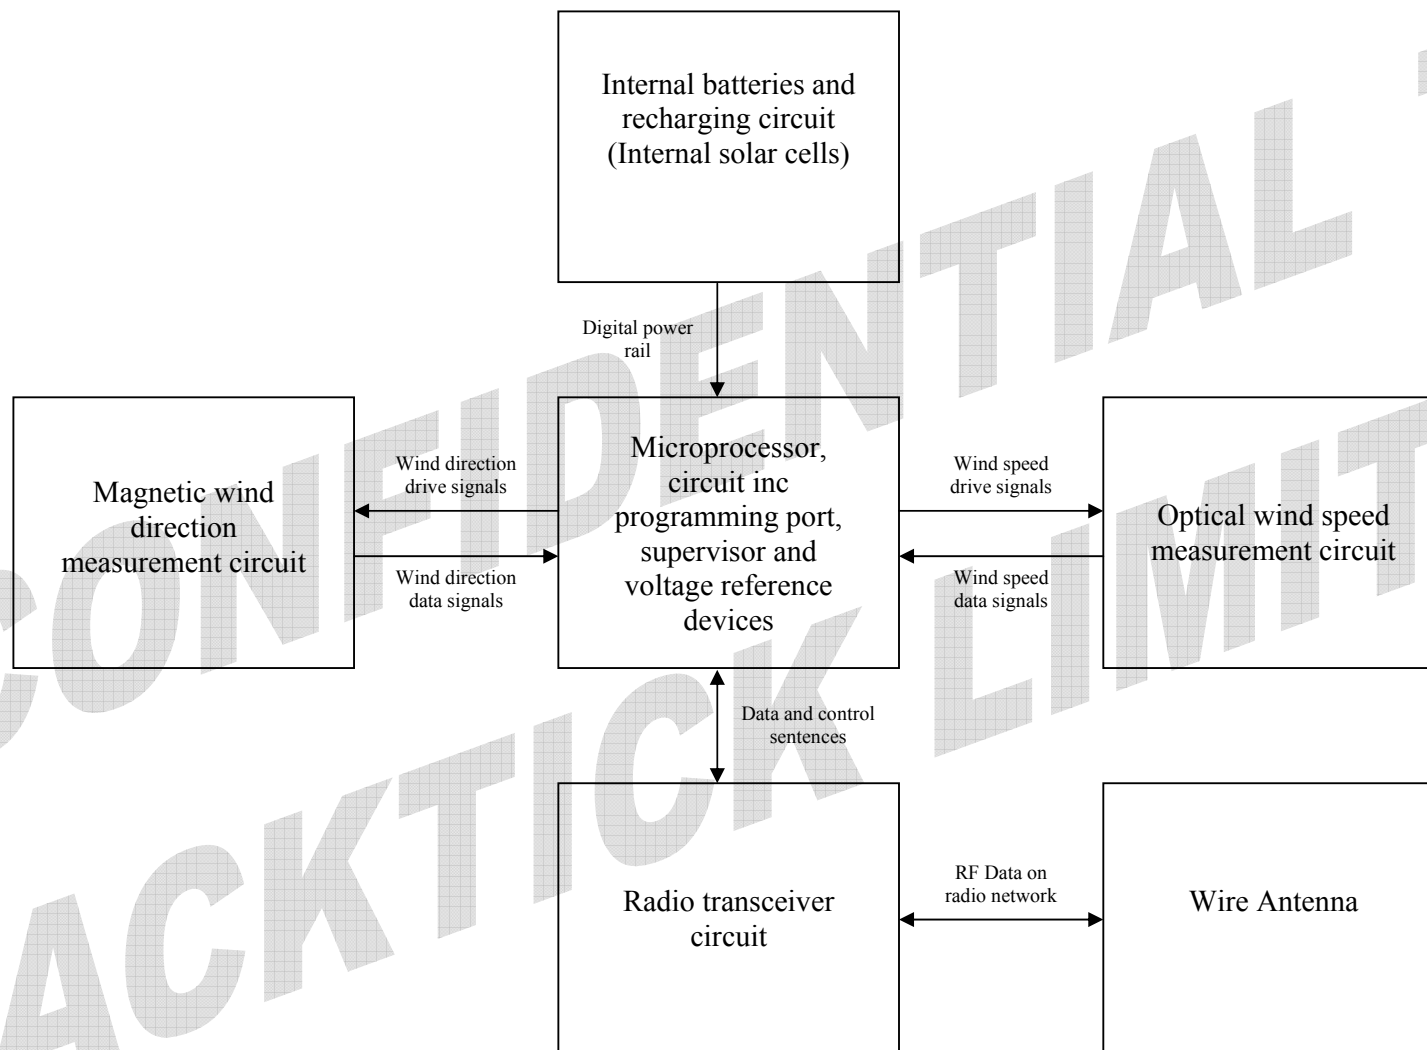 Internal batteries and
recharging circuit
(Internal solar cells)
Digital power
rail
Magnetic wind
direction
measurement circuit
Wind direction
drive signals
Wind direction
data signals
Microprocessor,
circuit inc
programming port,
supervisor and
voltage reference
devices
Wind speed
drive signals
Wind speed
data signals
Optical wind speed
measurement circuit
Data and control
sentences
Radio transceiver
circuit
RF Data on
radio network
Wire Antenna
CONFIDENTIAL
ACKTICK LIMIT